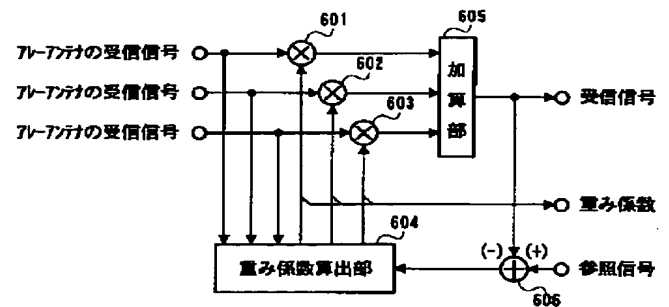 601
605
ｱﾚｰｱﾝﾃﾅの受信信号
602
ｱﾚｰｱﾝﾃﾅの受信信号
加算部
受信信号
603
ｱﾚｰｱﾝﾃﾅの受信信号
重み係数
604
(-) (+)
重み係数算出部
参照信号
606